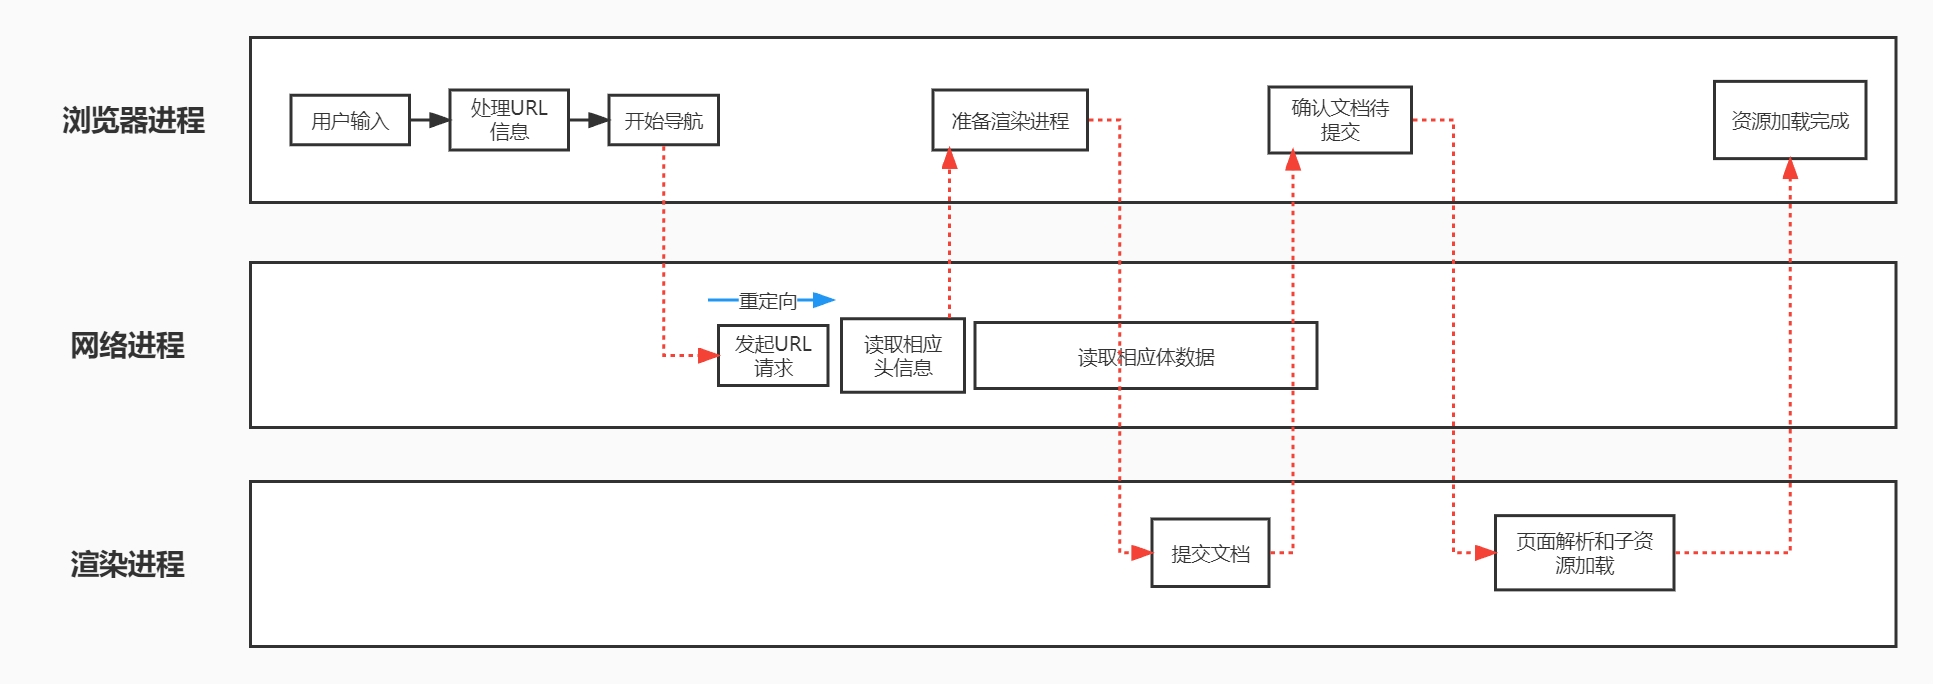 浏览器进程
用户输入
处理URL
信息
开始导航
准备渲染进程
确认文档待
提交
资源加载完成
网络进程
重定向
发起URL
请求
读取相应
头信息
读取相应体数据
渲染进程
提交文档
页面解析和子资
源加载